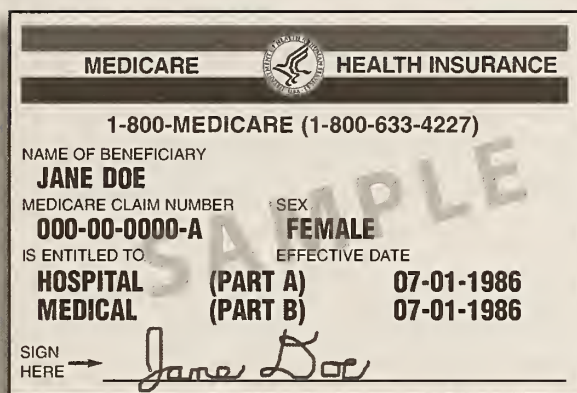 MEDICARE HEALTH INSURANCE
1-800-MEDICARE (1-800-633-4227)
NAME OF BENEFICIARY
JANE DOE
MEDICARE CLAIM NUMBER SEX
000-00-0000-A FEMALE
IS ENTITLED TO EFFECTIVE DATE
HOSPITAL (PART A) 07-01-1986
MEDICAL (PART B) 07-01-1986
SIGN
HERE → Jane Doe
SAMPLE